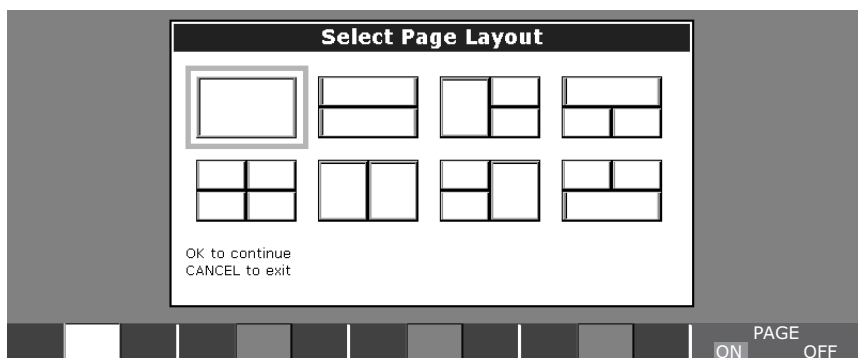 Select Page Layout
OK to continue
CANCEL to exit
PAGE
ON OFF